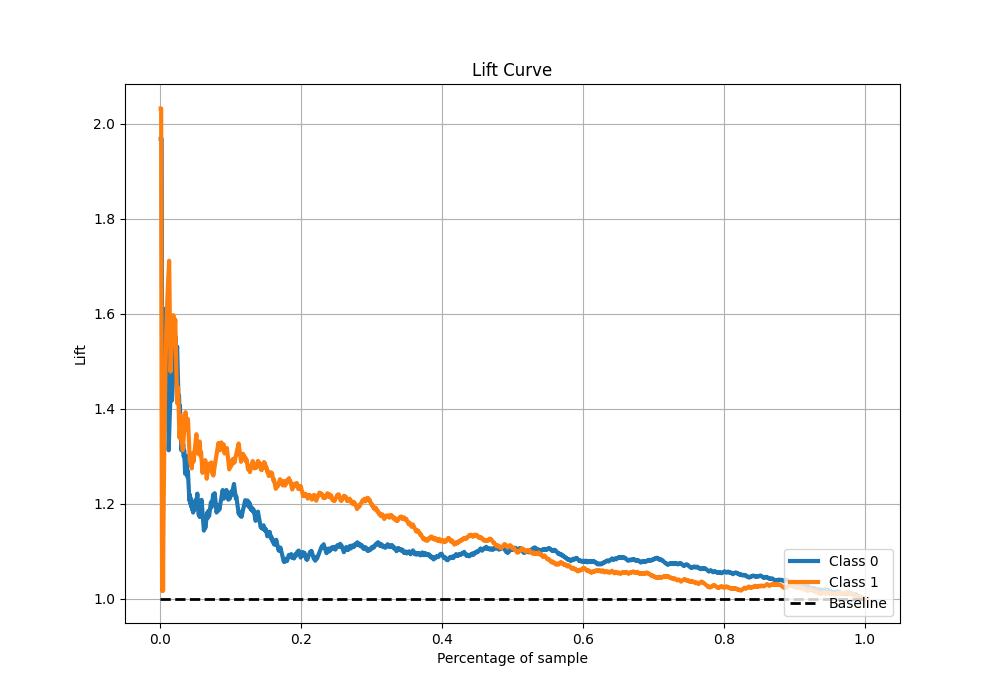 Lift Curve
2.0
1.8
1.6
1.4
1.2
1.0
Lift
0.0 0.2 0.4 0.6 0.8 1.0
Percentage of sample
Class 0
Class 1
Baseline